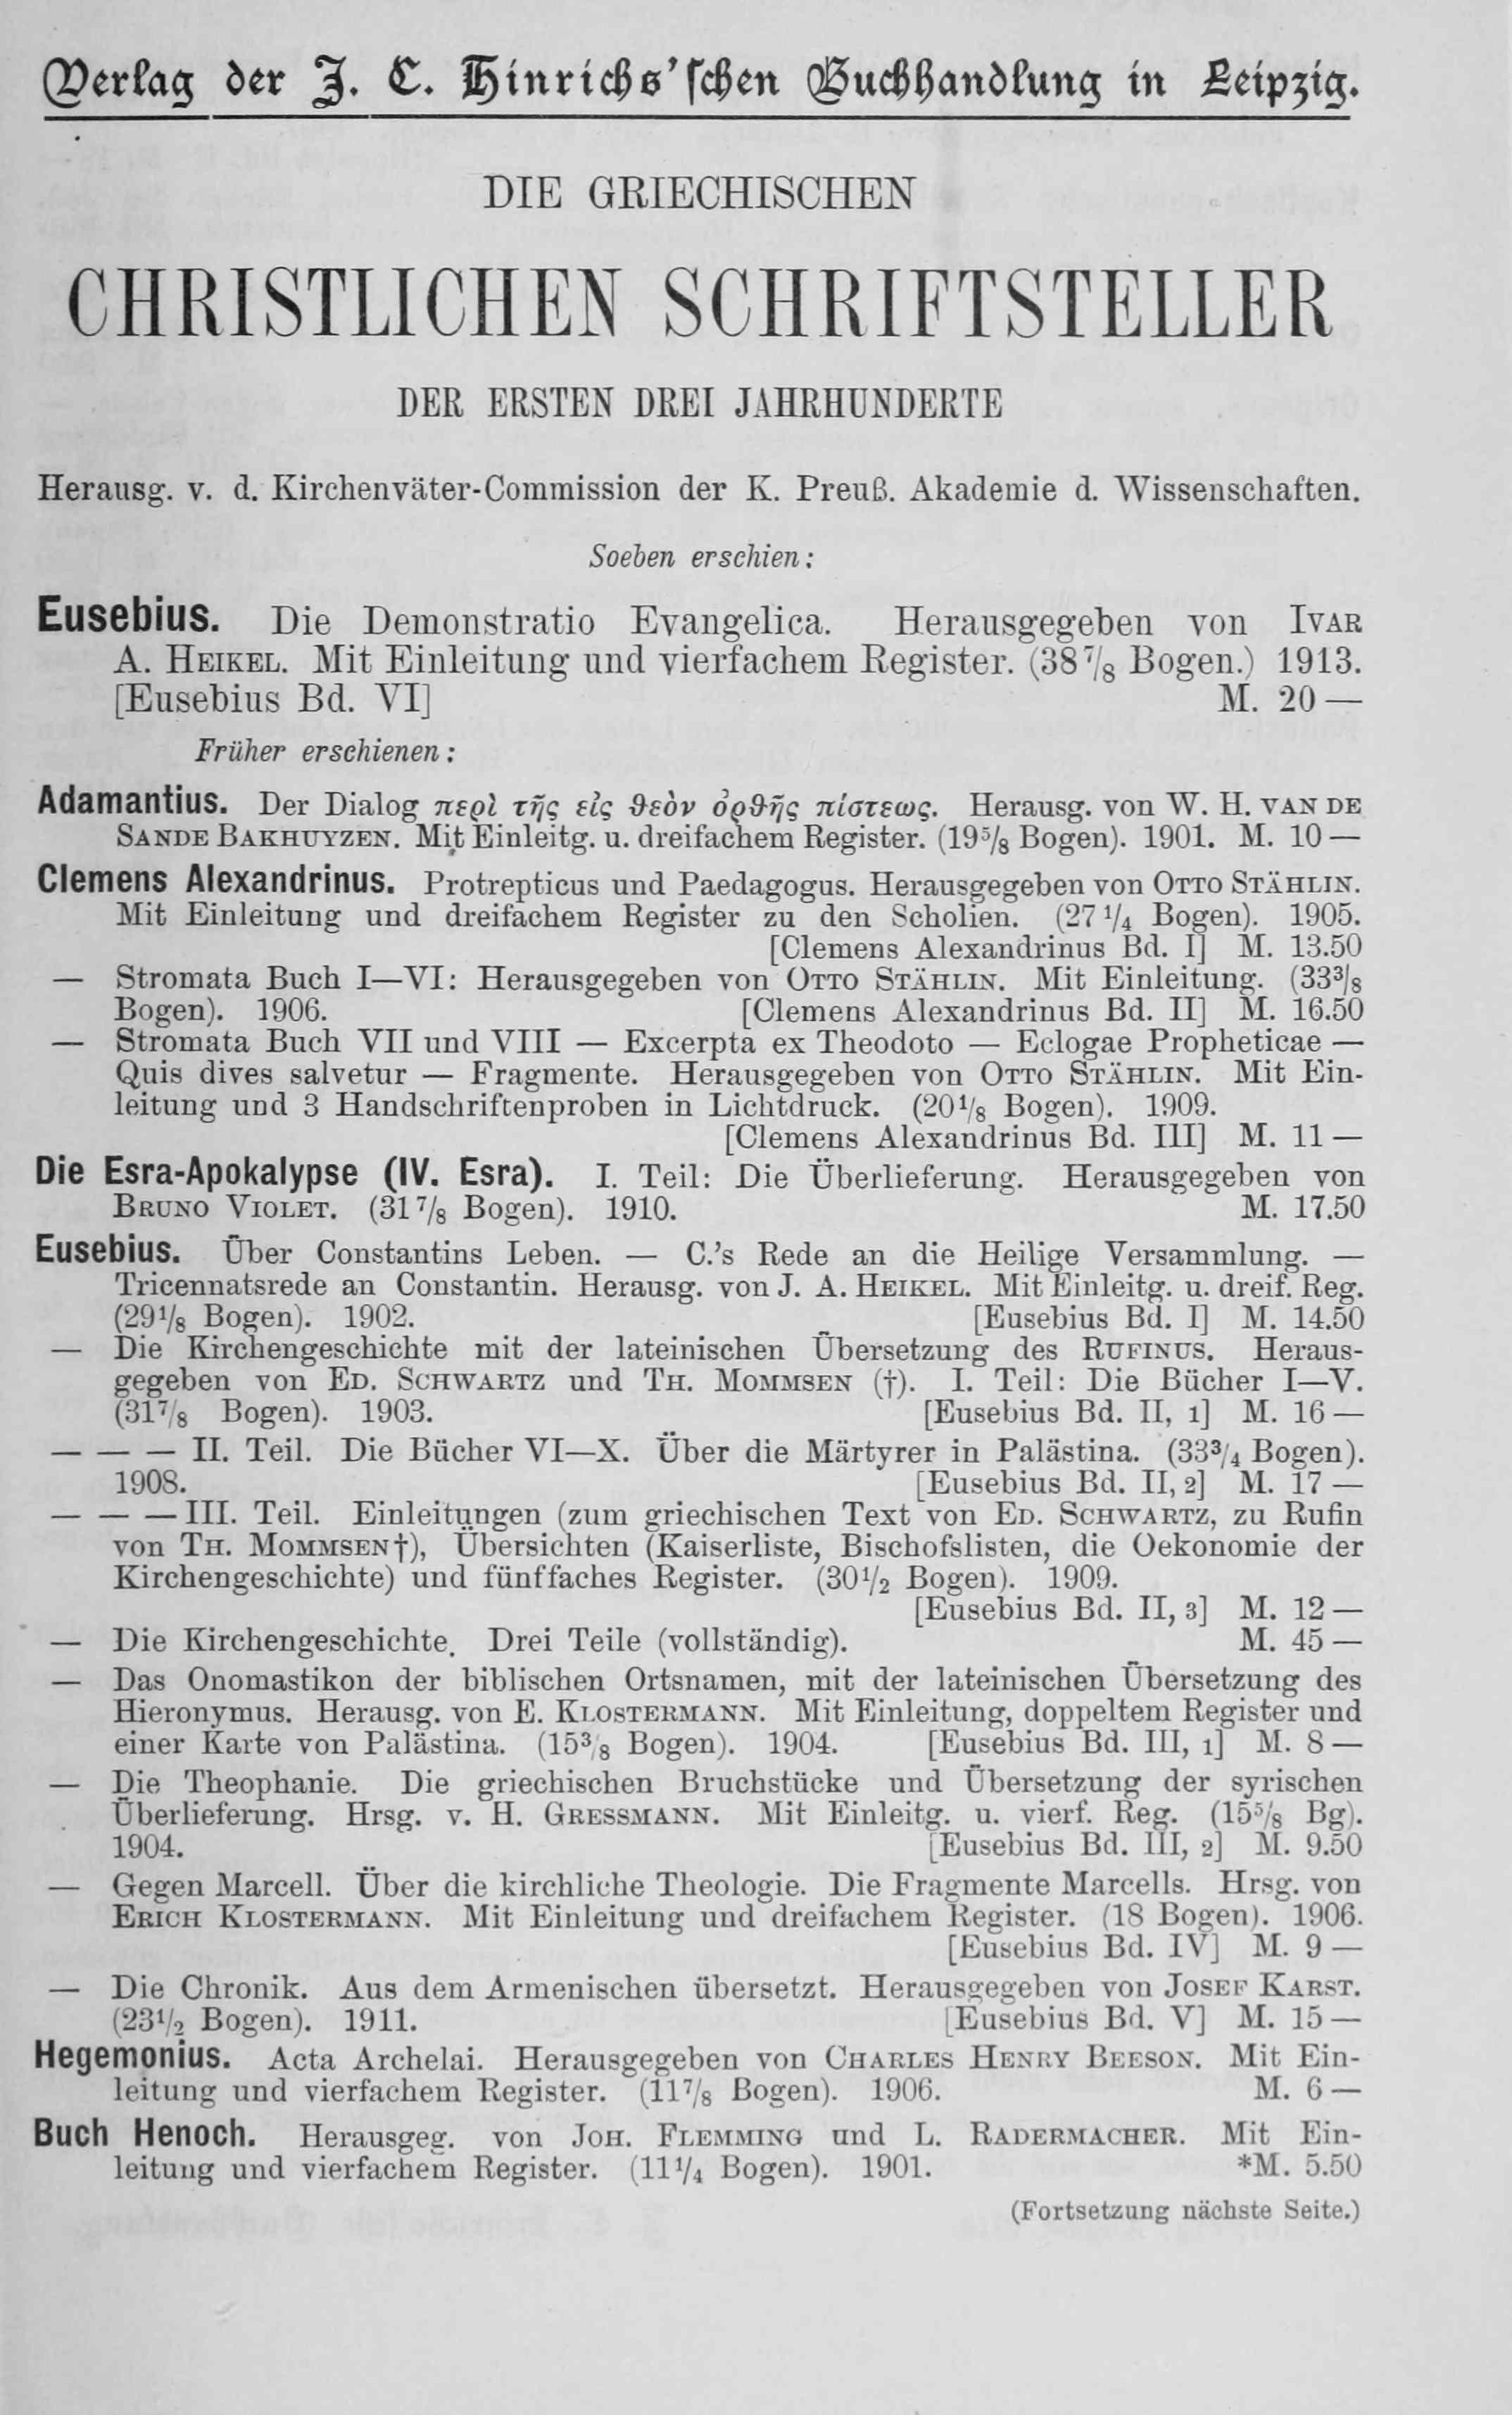 Verlag der J. C. Hinrichs'schen Buchhandlung in Leipzig.
DIE GRIECHISCHEN
CHRISTLICHEN SCHRIFTSTELLER
DER ERSTEN DREI JAHRHUNDERTE
Herausg. v. d. Kirchenväter-Commission der K. Preuß. Akademie d. Wissenschaften.
Soeben erschien:
Eusebius. Die Demonstratio Evangelica. Herausgegeben von IVAR
A. HEIKEL. Mit Einleitung und vierfachem Register. (38 7/8 Bogen.) 1913.
[Eusebius Bd. VI] M. 20 —
Früher erschienen:
Adamantius. Der Dialog περὶ τῆς εἰς θεὸν ὀρθῆς πίστεως. Herausg. von W. H. VAN DE
SANDE BAKHUYZEN. Mit Einleitg. u. dreifachem Register. (19 5/8 Bogen). 1901. M. 10 —
Clemens Alexandrinus. Protrepticus und Paedagogus. Herausgegeben von OTTO STÄHLIN.
Mit Einleitung und dreifachem Register zu den Scholien. (27 1/4 Bogen). 1905.
[Clemens Alexandrinus Bd. I] M. 13.50
— Stromata Buch I—VI: Herausgegeben von OTTO STÄHLIN. Mit Einleitung. (33 3/8
Bogen). 1906. [Clemens Alexandrinus Bd. II] M. 16.50
— Stromata Buch VII und VIII — Excerpta ex Theodoto — Eclogae Propheticae —
Quis dives salvetur — Fragmente. Herausgegeben von OTTO STÄHLIN. Mit Ein-
leitung und 3 Handschriftenproben in Lichtdruck. (20 1/8 Bogen). 1909.
[Clemens Alexandrinus Bd. III] M. 11 —
Die Esra-Apokalypse (IV. Esra). I. Teil: Die Überlieferung. Herausgegeben von
BRUNO VIOLET. (31 7/8 Bogen). 1910. M. 17.50
Eusebius. Über Constantins Leben. — C.'s Rede an die Heilige Versammlung. —
Tricennatsrede an Constantin. Herausg. von J. A. HEIKEL. Mit Einleitg. u. dreif. Reg.
(29 1/8 Bogen). 1902. [Eusebius Bd. I] M. 14.50
— Die Kirchengeschichte mit der lateinischen Übersetzung des RUFINUS. Heraus-
gegeben von ED. SCHWARTZ und TH. MOMMSEN (†). I. Teil: Die Bücher I—V.
(31 7/8 Bogen). 1903. [Eusebius Bd. II, 1] M. 16 —
— — — II. Teil. Die Bücher VI—X. Über die Märtyrer in Palästina. (33 3/4 Bogen).
1908. [Eusebius Bd. II, 2] M. 17 —
— — — III. Teil. Einleitungen (zum griechischen Text von ED. SCHWARTZ, zu Rufin
von TH. MOMMSEN†), Übersichten (Kaiserliste, Bischofslisten, die Oekonomie der
Kirchengeschichte) und fünffaches Register. (30 1/2 Bogen). 1909.
[Eusebius Bd. II, 3] M. 12 —
— Die Kirchengeschichte. Drei Teile (vollständig). M. 45 —
— Das Onomastikon der biblischen Ortsnamen, mit der lateinischen Übersetzung des
Hieronymus. Herausg. von E. KLOSTERMANN. Mit Einleitung, doppeltem Register und
einer Karte von Palästina. (15 3/8 Bogen). 1904. [Eusebius Bd. III, 1] M. 8 —
— Die Theophanie. Die griechischen Bruchstücke und Übersetzung der syrischen
Überlieferung. Hrsg. v. H. GRESSMANN. Mit Einleitg. u. vierf. Reg. (15 5/8 Bg).
1904. [Eusebius Bd. III, 2] M. 9.50
— Gegen Marcell. Über die kirchliche Theologie. Die Fragmente Marcells. Hrsg. von
ERICH KLOSTERMANN. Mit Einleitung und dreifachem Register. (18 Bogen). 1906.
[Eusebius Bd. IV] M. 9 —
— Die Chronik. Aus dem Armenischen übersetzt. Herausgegeben von JOSEF KARST.
(23 1/2 Bogen). 1911. [Eusebius Bd. V] M. 15 —
Hegemonius. Acta Archelai. Herausgegeben von CHARLES HENRY BEESON. Mit Ein-
leitung und vierfachem Register. (11 7/8 Bogen). 1906. M. 6 —
Buch Henoch. Herausgeg. von JOH. FLEMMING und L. RADERMACHER. Mit Ein-
leitung und vierfachem Register. (11 1/4 Bogen). 1901. *M. 5.50
(Fortsetzung nächste Seite.)